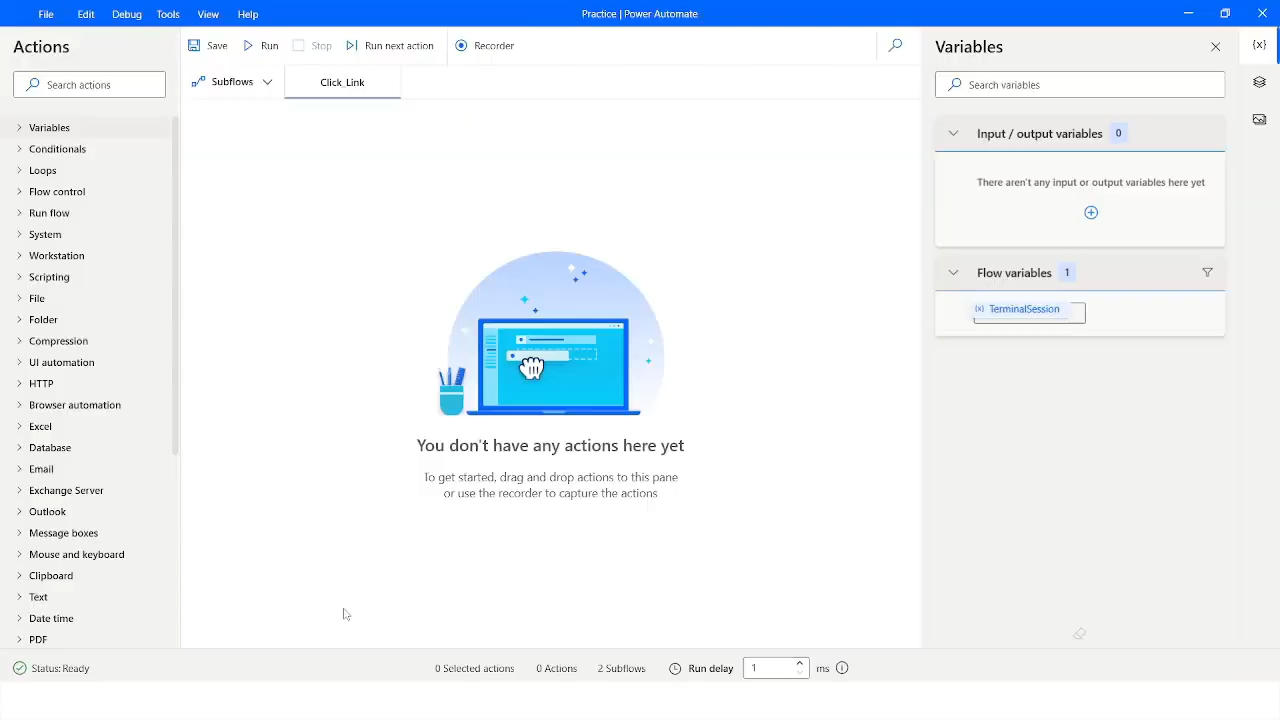 File Edit Debug Tools View Help
Practice | Power Automate
Actions
Search actions
Variables
Conditionals
Loops
Flow control
Run flow
System
Workstation
Scripting
File
Folder
Compression
UI automation
HTTP
Browser automation
Excel
Database
Email
Exchange Server
Outlook
Message boxes
Mouse and keyboard
Clipboard
Text
Date time
PDF
Save Run Stop Run next action Recorder
Subflows Click_Link
You don't have any actions here yet
To get started, drag and drop actions to this pane
or use the recorder to capture the actions
Variables
{x}
Search variables
Input / output variables 0
There aren't any input or output variables here yet
Flow variables 1
{x} TerminalSession
Status: Ready 0 Selected actions 0 Actions 2 Subflows Run delay 1 ms